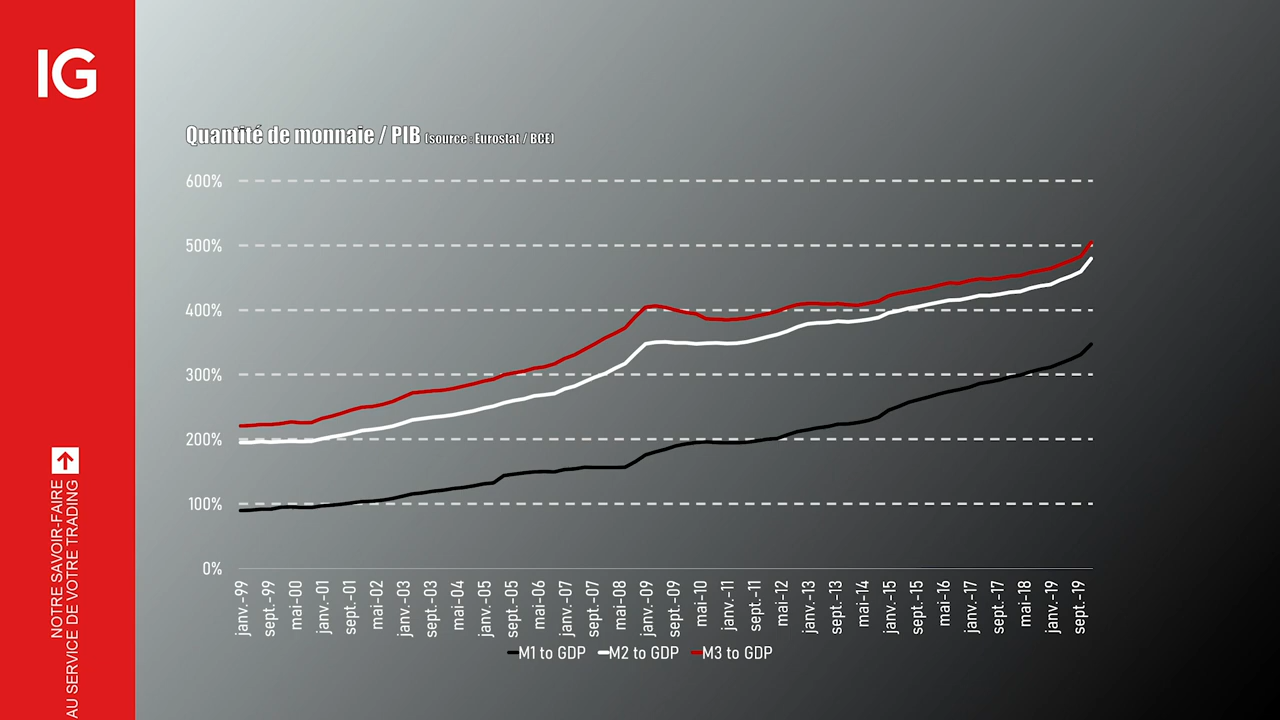 IG
NOTRE SAVOIR-FAIRE
AU SERVICE DE VOTRE TRADING
Quantité de monnaie / PIB (source : Eurostat / BCE)
600%
500%
400%
300%
200%
100%
0%
janv.-99
sept.-99
mai-00
janv.-01
sept.-01
mai-02
janv.-03
sept.-03
mai-04
janv.-05
sept.-05
mai-06
janv.-07
sept.-07
mai-08
janv.-09
sept.-09
mai-10
janv.-11
sept.-11
mai-12
janv.-13
sept.-13
mai-14
janv.-15
sept.-15
mai-16
janv.-17
sept.-17
mai-18
janv.-19
sept.-19
M1 to GDP M2 to GDP M3 to GDP